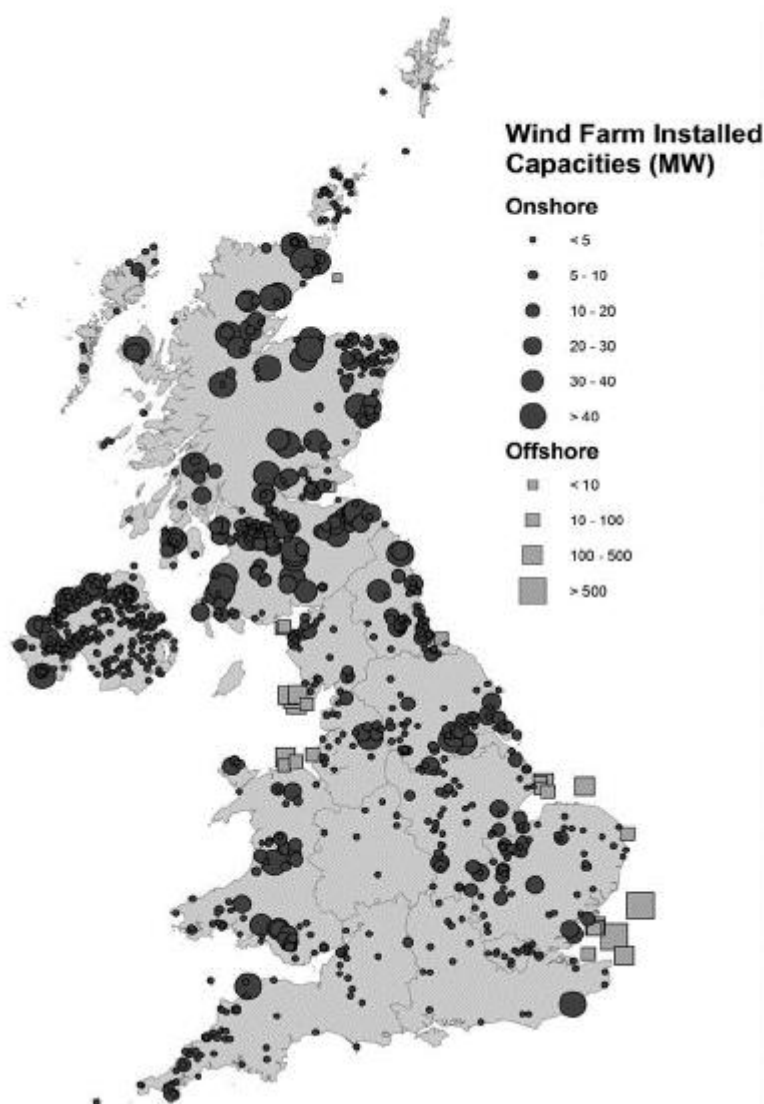 Wind Farm Installed
Capacities (MW)
Onshore
< 5
5 - 10
10 - 20
20 - 30
30 - 40
> 40
Offshore
< 10
10 - 100
100 - 500
> 500